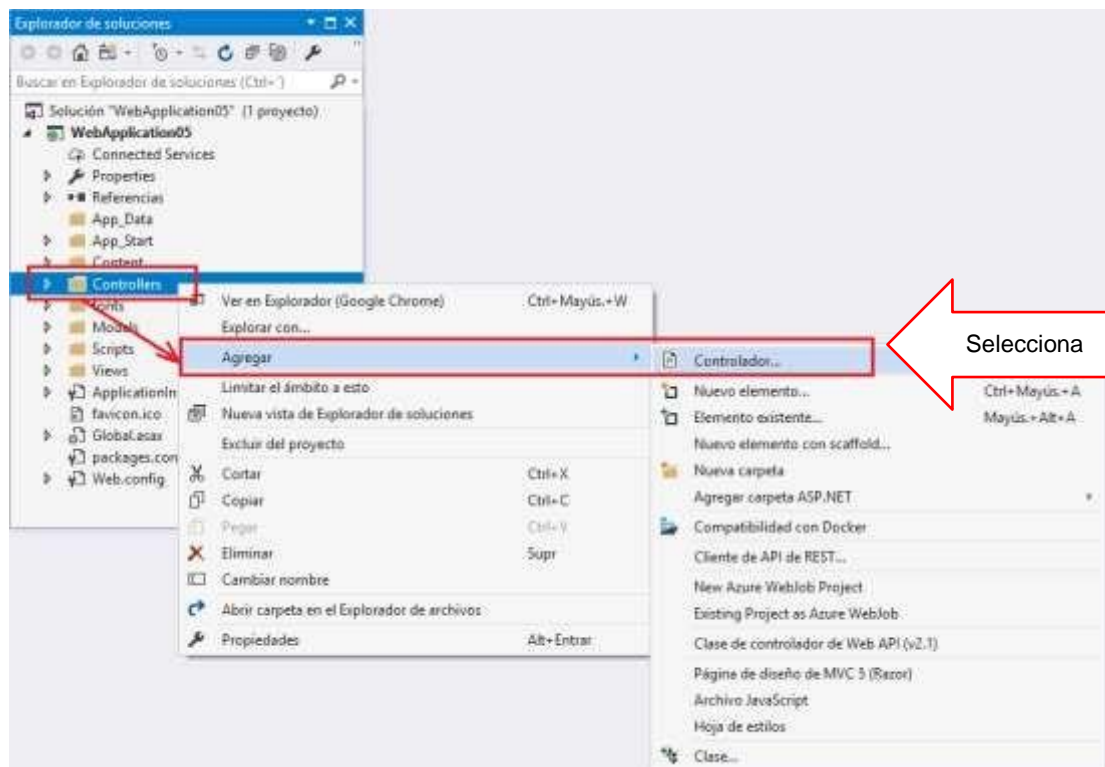 Explorador de soluciones
Buscar en Explorador de soluciones (Ctrl+´)
Solución "WebApplication05" (1 proyecto)
WebApplication05
Connected Services
Properties
Referencias
App_Data
App_Start
Content
Controllers
fonts
Models
Scripts
Views
ApplicationIn
favicon.ico
Global.asax
packages.con
Web.config
Ver en Explorador (Google Chrome) Ctrl+Mayús.+W
Explorar con...
Agregar
Limitar el ámbito a esto
Nueva vista de Explorador de soluciones
Excluir del proyecto
Cortar Ctrl+X
Copiar Ctrl+C
Pegar Ctrl+V
Eliminar Supr
Cambiar nombre
Abrir carpeta en el Explorador de archivos
Propiedades Alt+Entrar
Controlador...
Nuevo elemento... Ctrl+Mayús.+A
Elemento existente... Mayús.+Alt+A
Nuevo elemento con scaffold...
Nueva carpeta
Agregar carpeta ASP.NET
Compatibilidad con Docker
Cliente de API de REST...
New Azure WebJob Project
Existing Project as Azure WebJob
Clase de controlador de Web API (v2.1)
Página de diseño de MVC 5 (Razor)
Archivo JavaScript
Hoja de estilos
Clase...
Selecciona